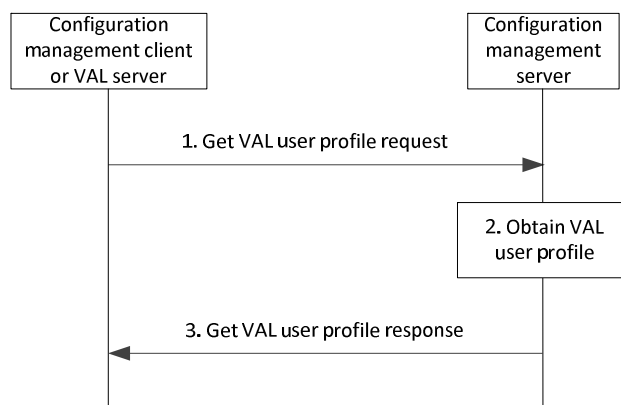 Configuration
management client
or VAL server
Configuration
management
server
1. Get VAL user profile request
2. Obtain VAL
user profile
3. Get VAL user profile response